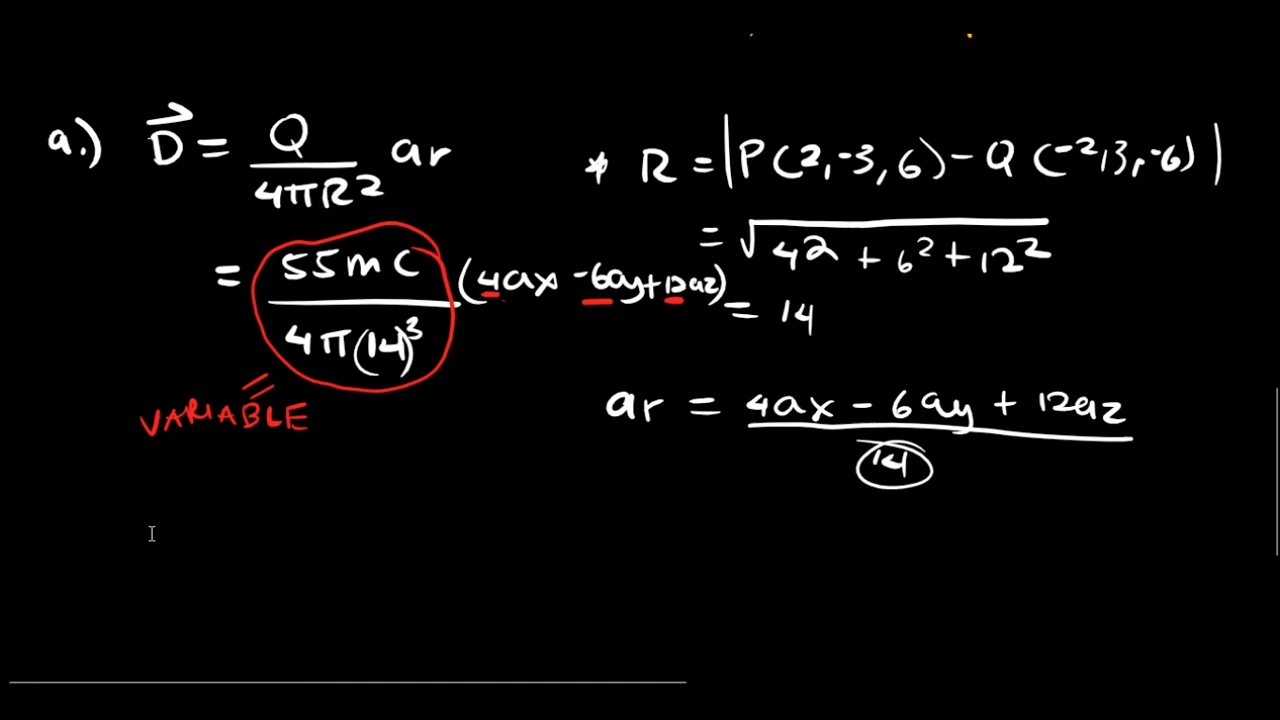 a.) D = Q / 4πR² ar
= 55mC / 4π(14)³ (4ax -6ay+12az)
VARIABLE
* R = |P(2,-3,6) - Q(-2,3,-6)|
= √4² + 6² + 12²
= 14
ar = 4ax - 6ay + 12az / 14